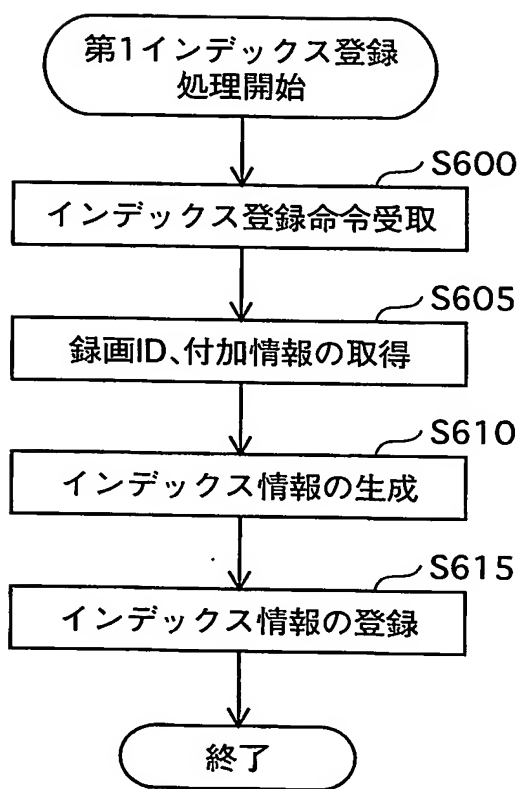 第1インデックス登録
処理開始
S600
インデックス登録命令受取
S605
録画ID、付加情報の取得
S610
インデックス情報の生成
S615
インデックス情報の登録
終了